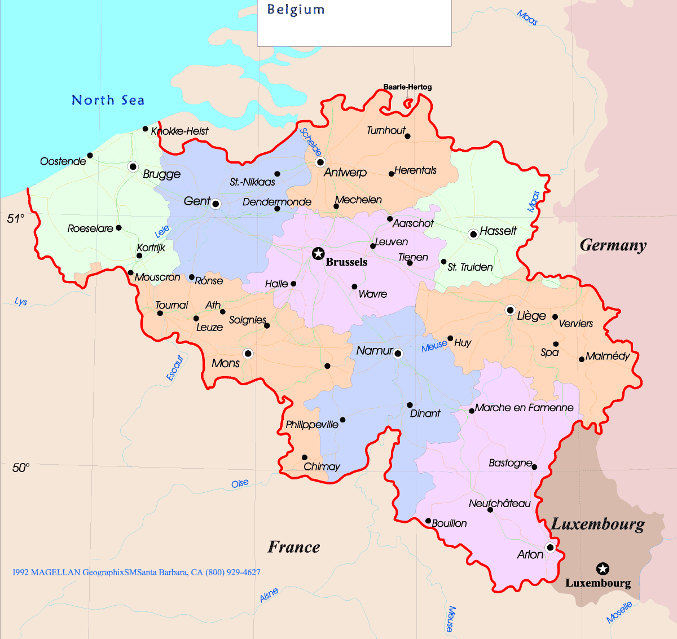 Belgium
Maas
North Sea
Baarle-Hertog
Knokke-Heist
Turnhout
Schelde
Oostende
Brugge
Antwerp
Herentals
St.-Niklaas
Maas
Gent
Dendermonde
Mechelen
51°
Aarschot
Roeselare
Leie
Hasselt
Leuven
Germany
Kortrijk
Brussels
Tienen
St. Truiden
Mouscron
Ronse
Halle
Wavre
Lys
Tournai
Ath
Leuze
Soignies
Liège
Verviers
Meuse
Huy
Namur
Spa
Malmédy
Mons
Escaut
Marche en Famenne
Dinant
Philippeville
50°
Chimay
Bastogne
Oise
Neufchâteau
Bouillon
Luxembourg
France
Arlon
I992 MAGELLAN GeographixSMSanta Barbara, CA (800) 929-4627
Luxembourg
Aisne
Meuse
Moselle